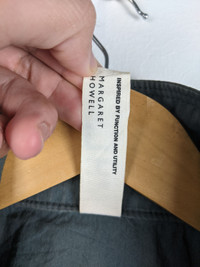 MARGARET
HOWELL
INSPIRED BY FUNCTION AND UTILITY